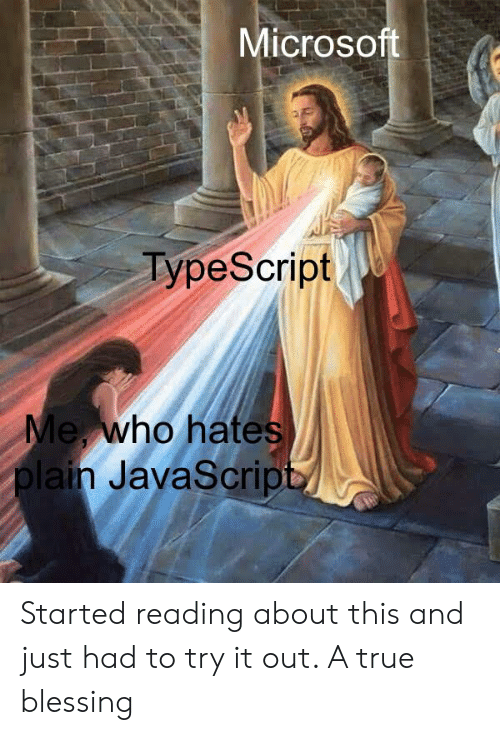 Microsoft
TypeScript
Me, who hates
plain JavaScript
Started reading about this and
just had to try it out. A true
blessing